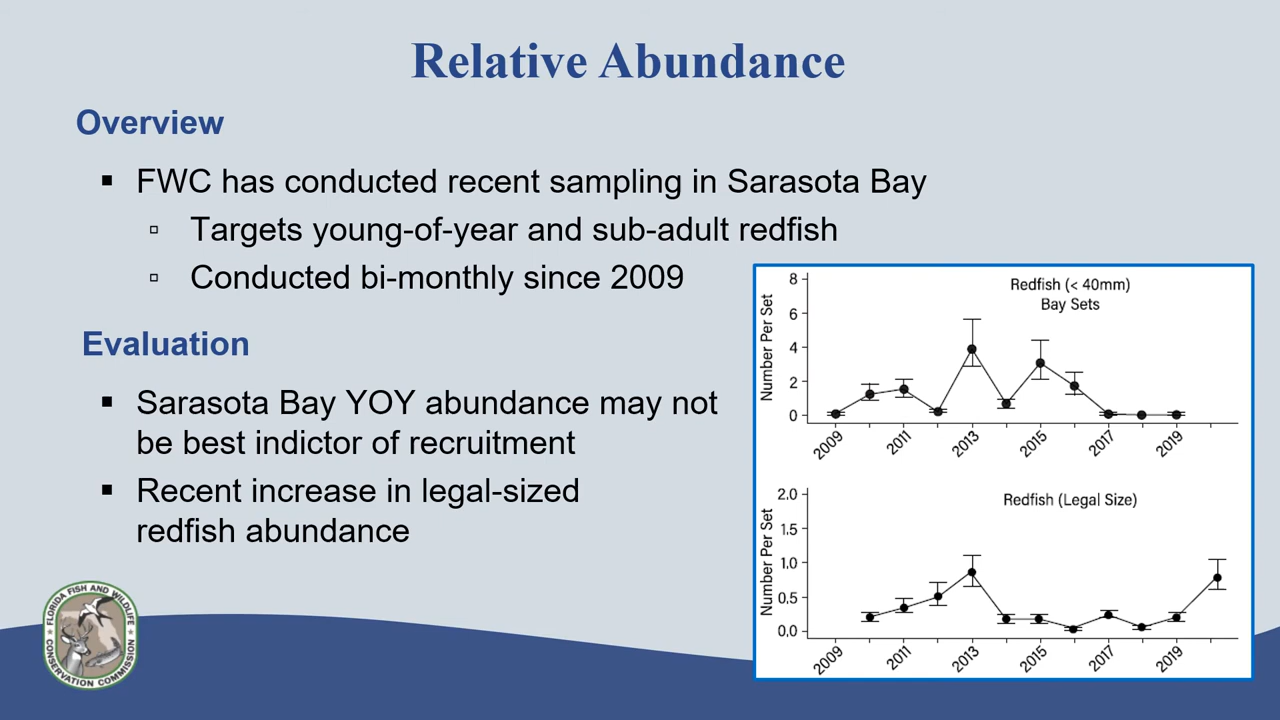 Relative Abundance
Overview
▪ FWC has conducted recent sampling in Sarasota Bay
▫ Targets young-of-year and sub-adult redfish
▫ Conducted bi-monthly since 2009
Evaluation
▪ Sarasota Bay YOY abundance may not
be best indictor of recruitment
▪ Recent increase in legal-sized
redfish abundance
Redfish (< 40mm)
Bay Sets
Number Per Set
8
6
4
2
0
2009 2011 2013 2015 2017 2019
Redfish (Legal Size)
Number Per Set
2.0
1.5
1.0
0.5
0.0
2009 2011 2013 2015 2017 2019
FLORIDA FISH AND WILDLIFE
CONSERVATION COMMISSION